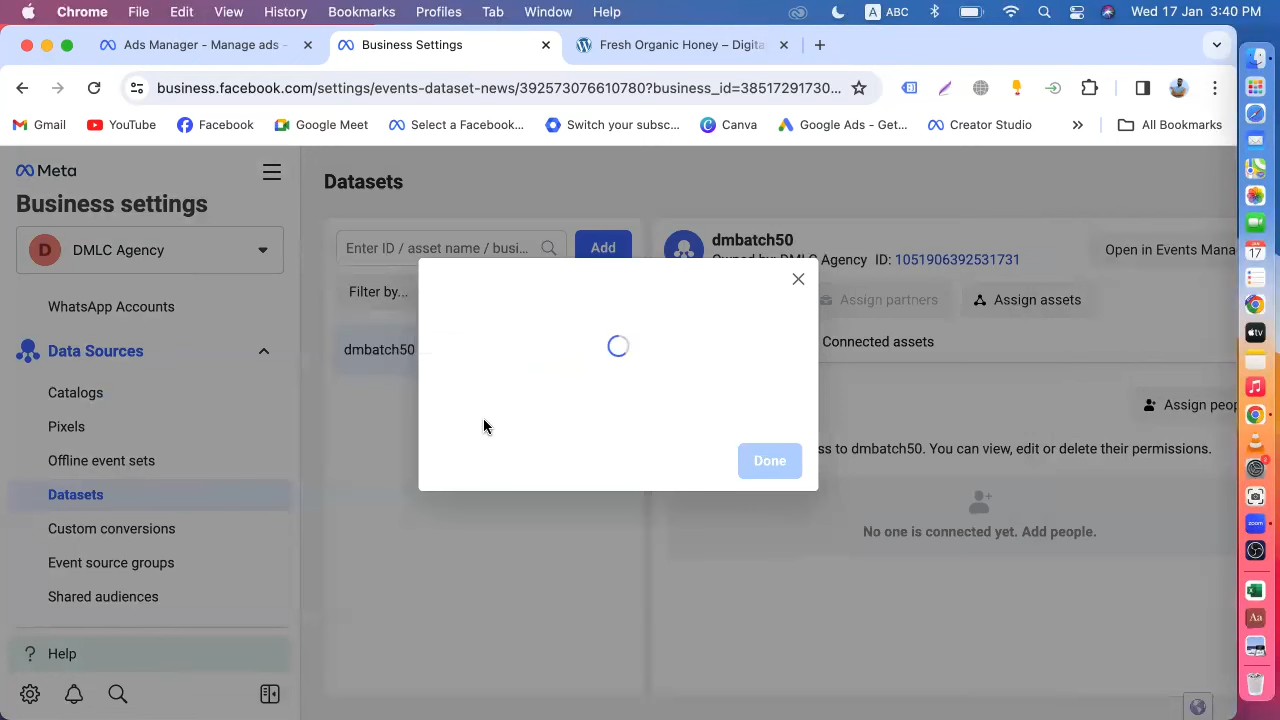 Chrome File Edit View History Bookmarks Profiles Tab Window Help A ABC Wed 17 Jan 3:40 PM
Ads Manager - Manage ads - Business Settings Fresh Organic Honey – Digita
business.facebook.com/settings/events-dataset-news/392573076610780?business_id=38517291730...
Gmail YouTube Facebook Google Meet Select a Facebook... Switch your subsc... Canva Google Ads - Get... Creator Studio All Bookmarks
Meta
Business settings
D DMLC Agency
WhatsApp Accounts
Data Sources
Catalogs
Pixels
Offline event sets
Datasets
Custom conversions
Event source groups
Shared audiences
? Help
Datasets
Enter ID / asset name / busi... Add
Filter by...
dmbatch50
dmbatch50
Agency ID: 1051906392531731
Open in Events Mana
Assign partners Assign assets
Connected assets
Assign peop
ss to dmbatch50. You can view, edit or delete their permissions.
No one is connected yet. Add people.
Done